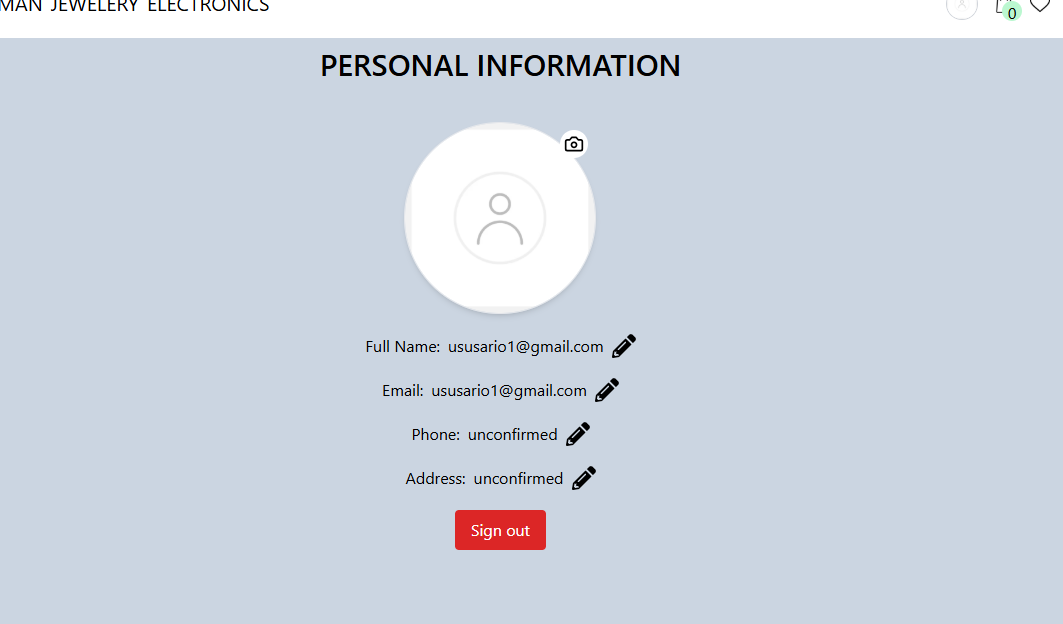 MAN JEWELERY ELECTRONICS
0
PERSONAL INFORMATION
Full Name: ususario1@gmail.com
Email: ususario1@gmail.com
Phone: unconfirmed
Address: unconfirmed
Sign out